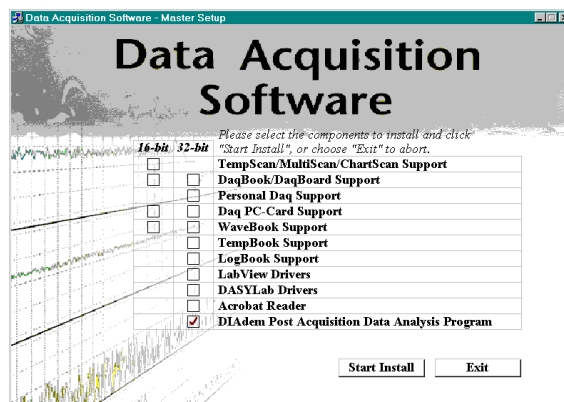 Data Acquisition Software - Master Setup
Data Acquisition
Software
Please select the components to install and click
16-bit 32-bit "Start Install", or choose "Exit" to abort.
TempScan/MultiScan/ChartScan Support
DaqBook/DaqBoard Support
Personal Daq Support
Daq PC-Card Support
WaveBook Support
TempBook Support
LogBook Support
LabView Drivers
DASYLab Drivers
Acrobat Reader
DIAdem Post Acquisition Data Analysis Program
Start Install Exit